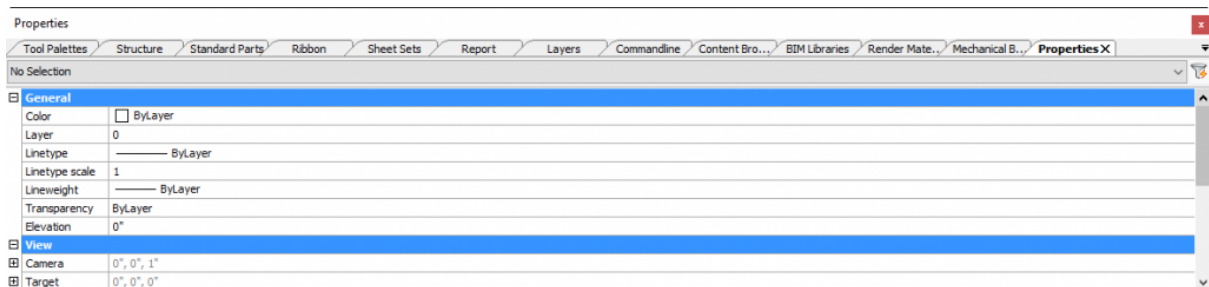 Properties
Tool Palettes Structure Standard Parts Ribbon Sheet Sets Report Layers Commandline Content Bro... BIM Libraries Render Mate... Mechanical B... Properties X
No Selection
General
Color ByLayer
Layer 0
Linetype ByLayer
Linetype scale 1
Lineweight ByLayer
Transparency ByLayer
Elevation 0"
View
Camera 0", 0", 1"
Target 0", 0", 0"